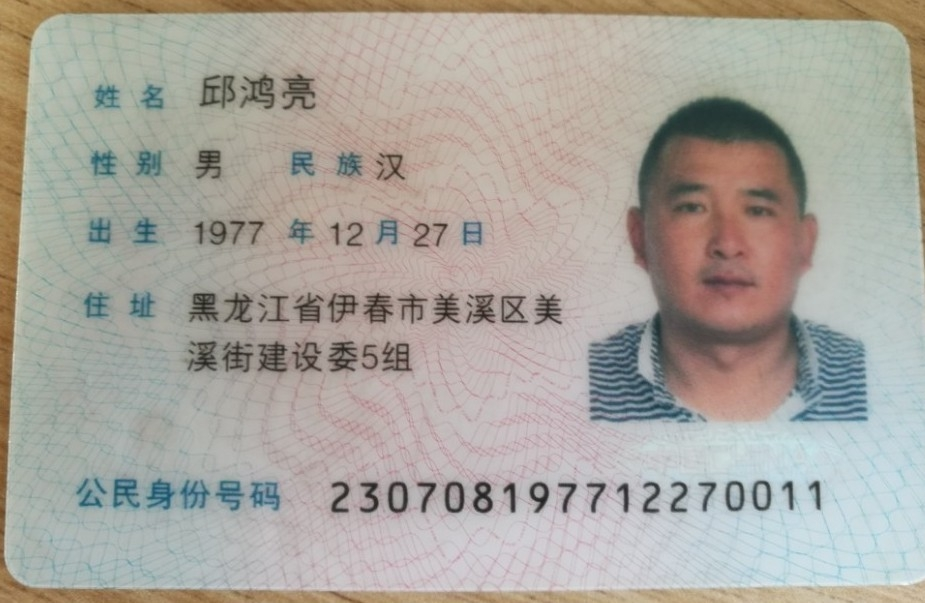 姓名 邱鸿亮
性别 男 民族 汉
出生 1977 年 12 月 27 日
住址 黑龙江省伊春市美溪区美
溪街建设委5组
公民身份号码 230708197712270011